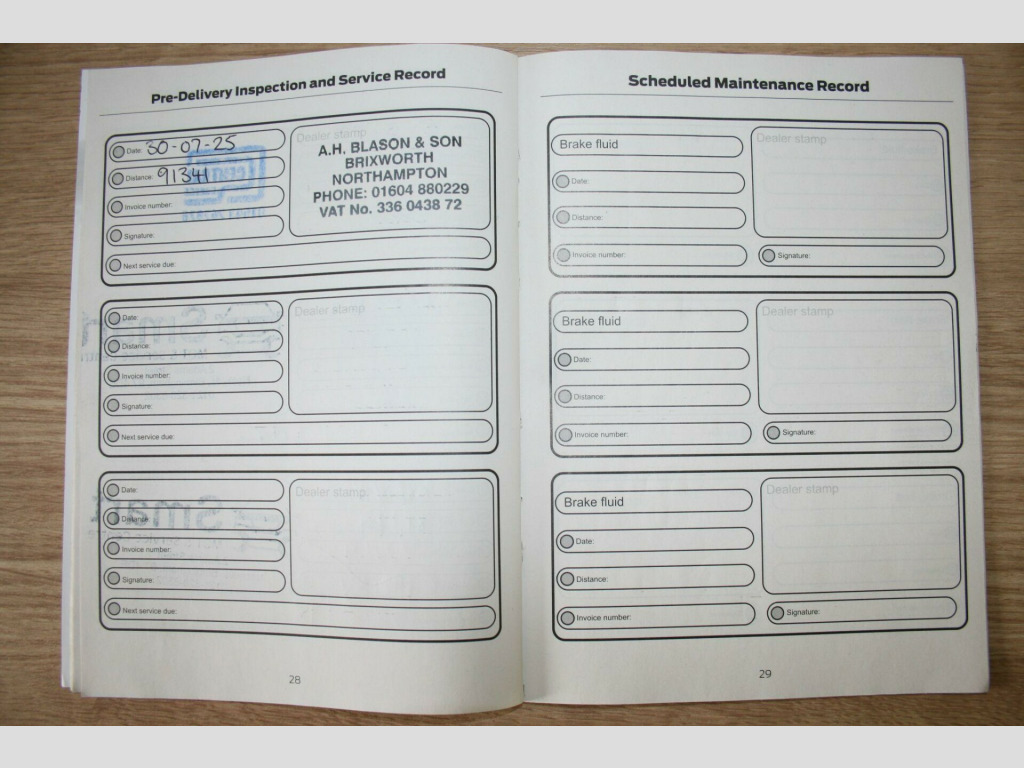 Pre-Delivery Inspection and Service Record
Date: 30-07-25
Distance: 91341
Invoice number:
Signature:
Next service due:
Dealer stamp
A.H. BLASON & SON
BRIXWORTH
NORTHAMPTON
PHONE: 01604 880229
VAT No. 336 0438 72
Date:
Distance:
Invoice number:
Signature:
Next service due:
Dealer stamp
Date:
Distance:
Invoice number:
Signature:
Next service due:
Dealer stamp
28
Scheduled Maintenance Record
Brake fluid
Date:
Distance:
Invoice number:
Dealer stamp
Signature:
Brake fluid
Date:
Distance:
Invoice number:
Dealer stamp
Signature:
Brake fluid
Date:
Distance:
Invoice number:
Dealer stamp
Signature:
29